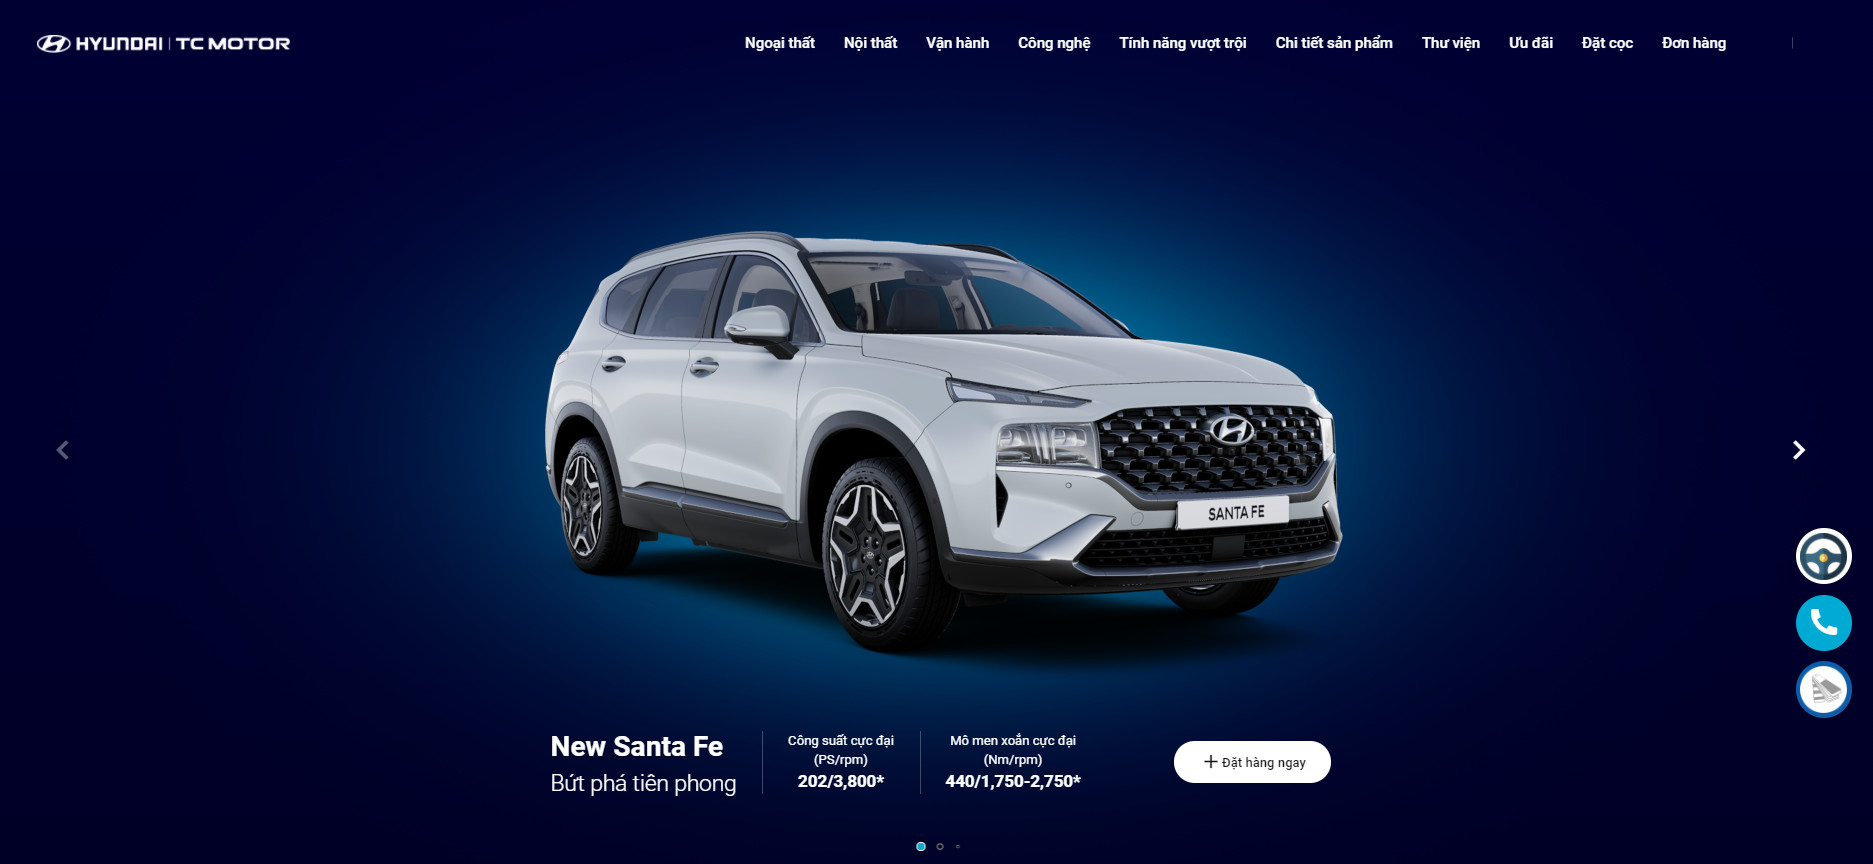 HYUNDAI | TC MOTOR
Ngoại thất Nội thất Vận hành Công nghệ Tính năng vượt trội Chi tiết sản phẩm Thư viện Ưu đãi Đặt cọc Đơn hàng
SANTA FE
New Santa Fe
Bứt phá tiên phong
Công suất cực đại
(PS/rpm)
202/3,800*
Mô men xoắn cực đại
(Nm/rpm)
440/1,750-2,750*
+ Đặt hàng ngay